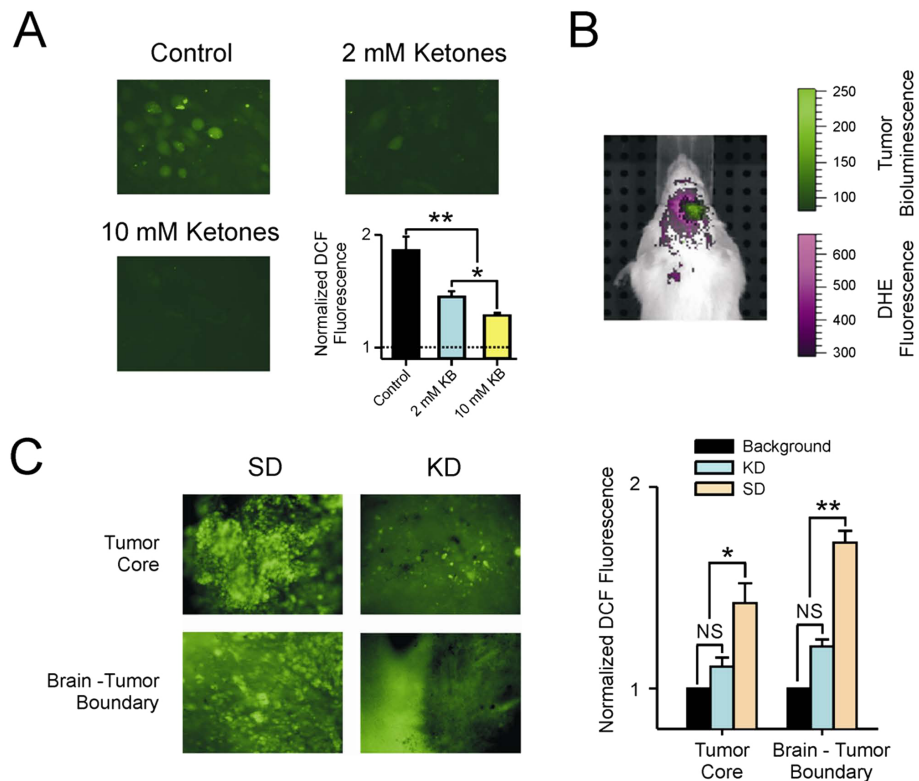 A
Control
2 mM Ketones
10 mM Ketones
Normalized DCF
Fluorescence
2
1
**
*
Control
2 mM KB
10 mM KB
B
250
200
150
100
Tumor
Bioluminescence
600
500
400
300
DHE
Fluorescence
C
SD
KD
Tumor
Core
Brain -Tumor
Boundary
Background
KD
SD
Normalized DCF Fluorescence
2
1
NS
*
NS
**
Tumor
Core
Brain - Tumor
Boundary